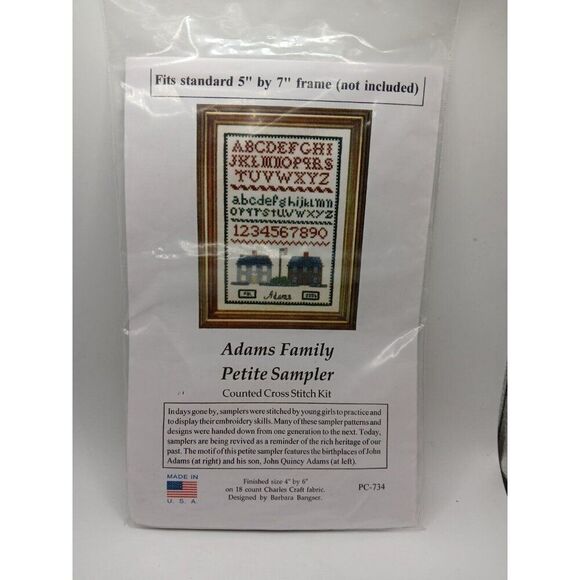 Fits standard 5" by 7" frame (not included)
ABCDEFGHI
JKLMNOPQRS
TUVWXYZ
abcdefghijklmn
opqrstuvwxyz
1234567890
Adams
Adams Family
Petite Sampler
Counted Cross Stitch Kit
In days gone by, samplers were stitched by young girls to practice and
to display their embroidery skills. Many of these sampler patterns and
designs were handed down from one generation to the next. Today,
samplers are being revived as a reminder of the rich heritage of our
past. The motif of this petite sampler features the birthplaces of John
Adams (at right) and his son, John Quincy Adams (at left).
MADE IN
U. S. A
Finished size 4" by 6"
on 18 count Charles Craft fabric.
Designed by Barbara Bangser.
PC-734